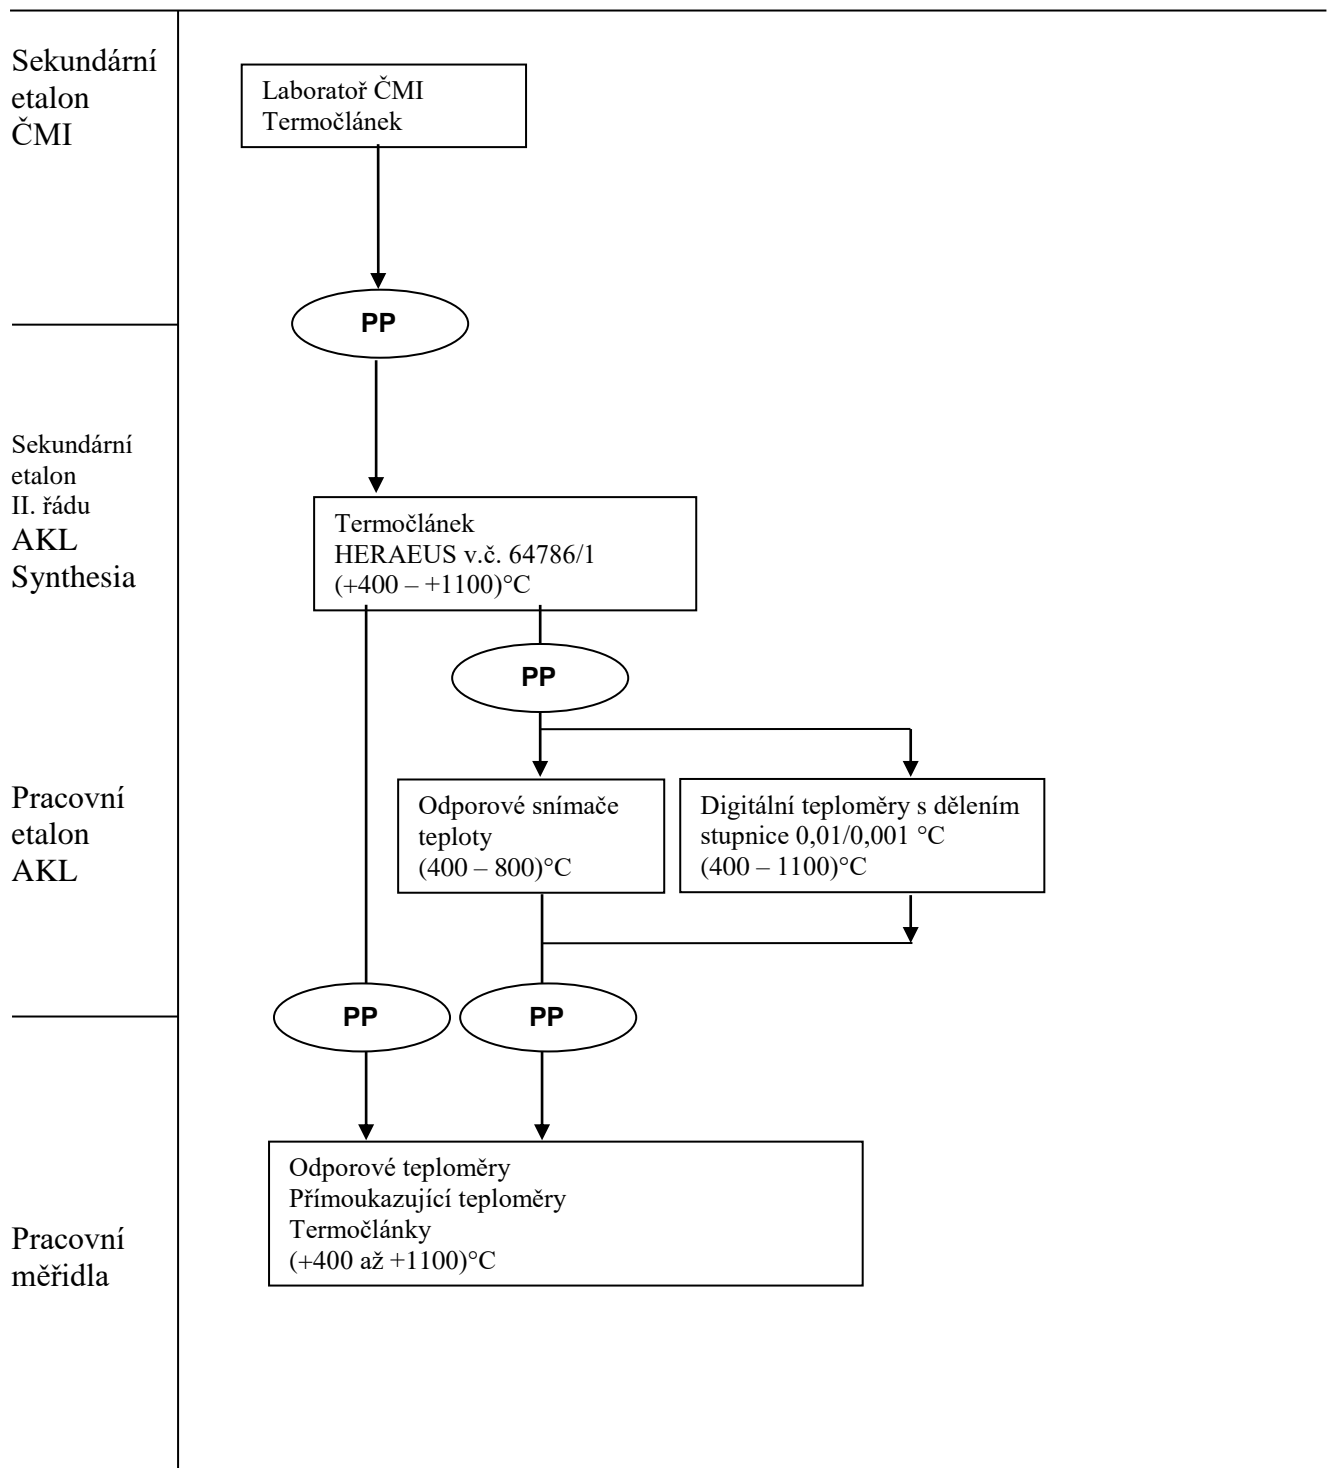 Sekundární
etalon
ČMI
Laboratoř ČMI
Termočlánek
PP
Sekundární
etalon
II. řádu
AKL
Synthesia
Termočlánek
HERAEUS v.č. 64786/1
(+400 – +1100)°C
PP
Pracovní
etalon
AKL
Odporové snímače
teploty
(400 – 800)°C
Digitální teploměry s dělením
stupnice 0,01/0,001 °C
(400 – 1100)°C
PP
PP
Pracovní
měřidla
Odporové teploměry
Přímoukazující teploměry
Termočlánky
(+400 až +1100)°C